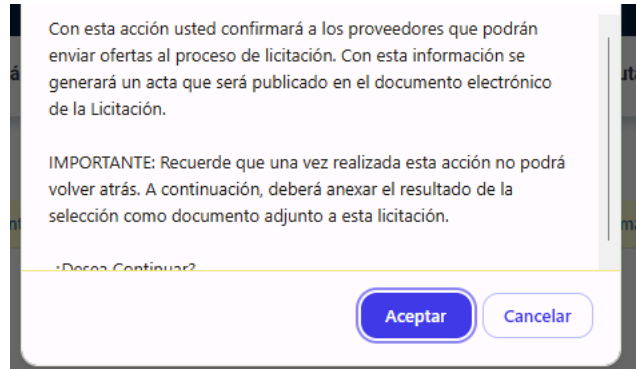 Con esta acción usted confirmará a los proveedores que podrán
enviar ofertas al proceso de licitación. Con esta información se
generará un acta que será publicado en el documento electrónico
de la Licitación.
IMPORTANTE: Recuerde que una vez realizada esta acción no podrá
volver atrás. A continuación, deberá anexar el resultado de la
selección como documento adjunto a esta licitación.
¿Desea Continuar?
Aceptar
Cancelar